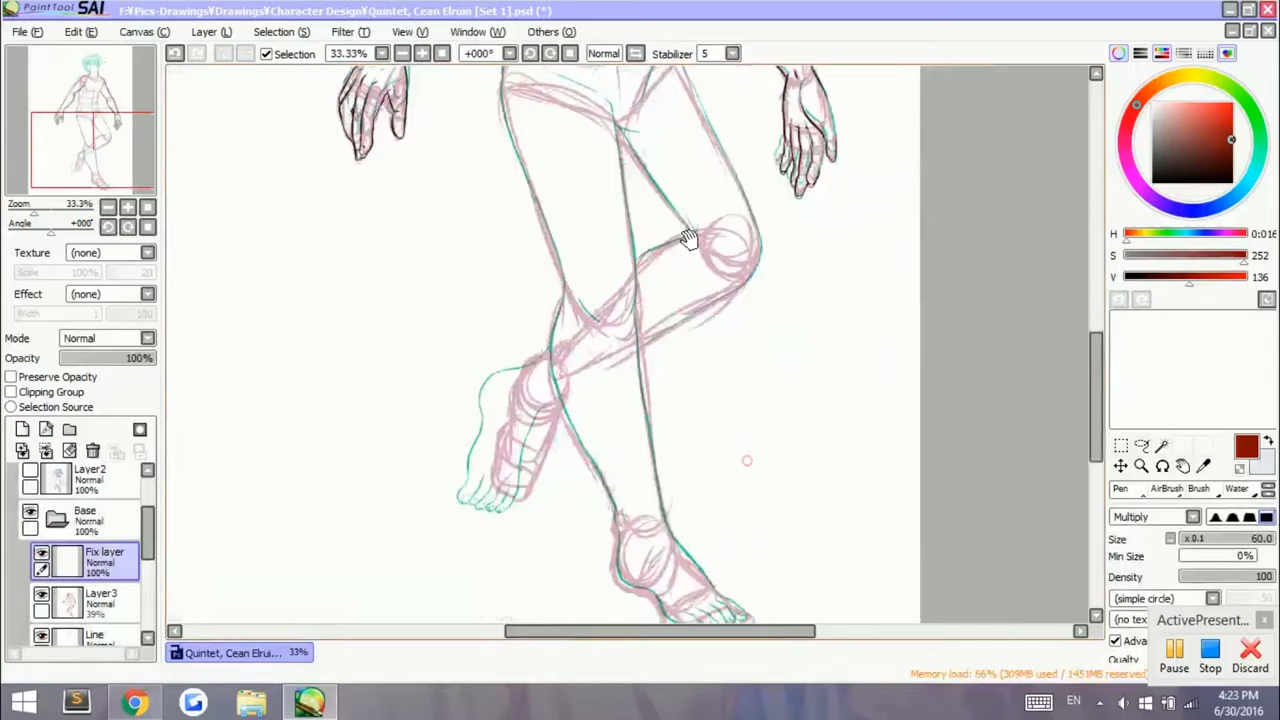 PaintTool SAI F:¥Pics-Drawings¥Drawings¥Character Design¥Quintet, Cean Elruin [Set 1].psd (*)
File (F) Edit (E) Canvas (C) Layer (L) Selection (S) Filter (T) View (V) Window (W) Others (O)
Selection 33.33% +000° Normal Stabilizer 5
Zoom 33.3%
Angle +000°
Texture (none)
Scale 100% 20
Effect (none)
Width 1 100
Mode Normal
Opacity 100%
Preserve Opacity
Clipping Group
Selection Source
Layer2
Normal
100%
Base
Normal
100%
Fix layer
Normal
100%
Layer3
Normal
39%
Line
Normal
H 0:016
S 252
V 136
Pen AirBrush Brush Water
Multiply
Size x 0.1 60.0
Min Size 0%
Density 100
(simple circle) 50
(no tex
Adva
Quality
ActivePresent...
Pause Stop Discard
Quintet, Cean Elrui... 33%
Memory load: 66% (309MB used / 1451MB reserved)
EN
4:23 PM
6/30/2016